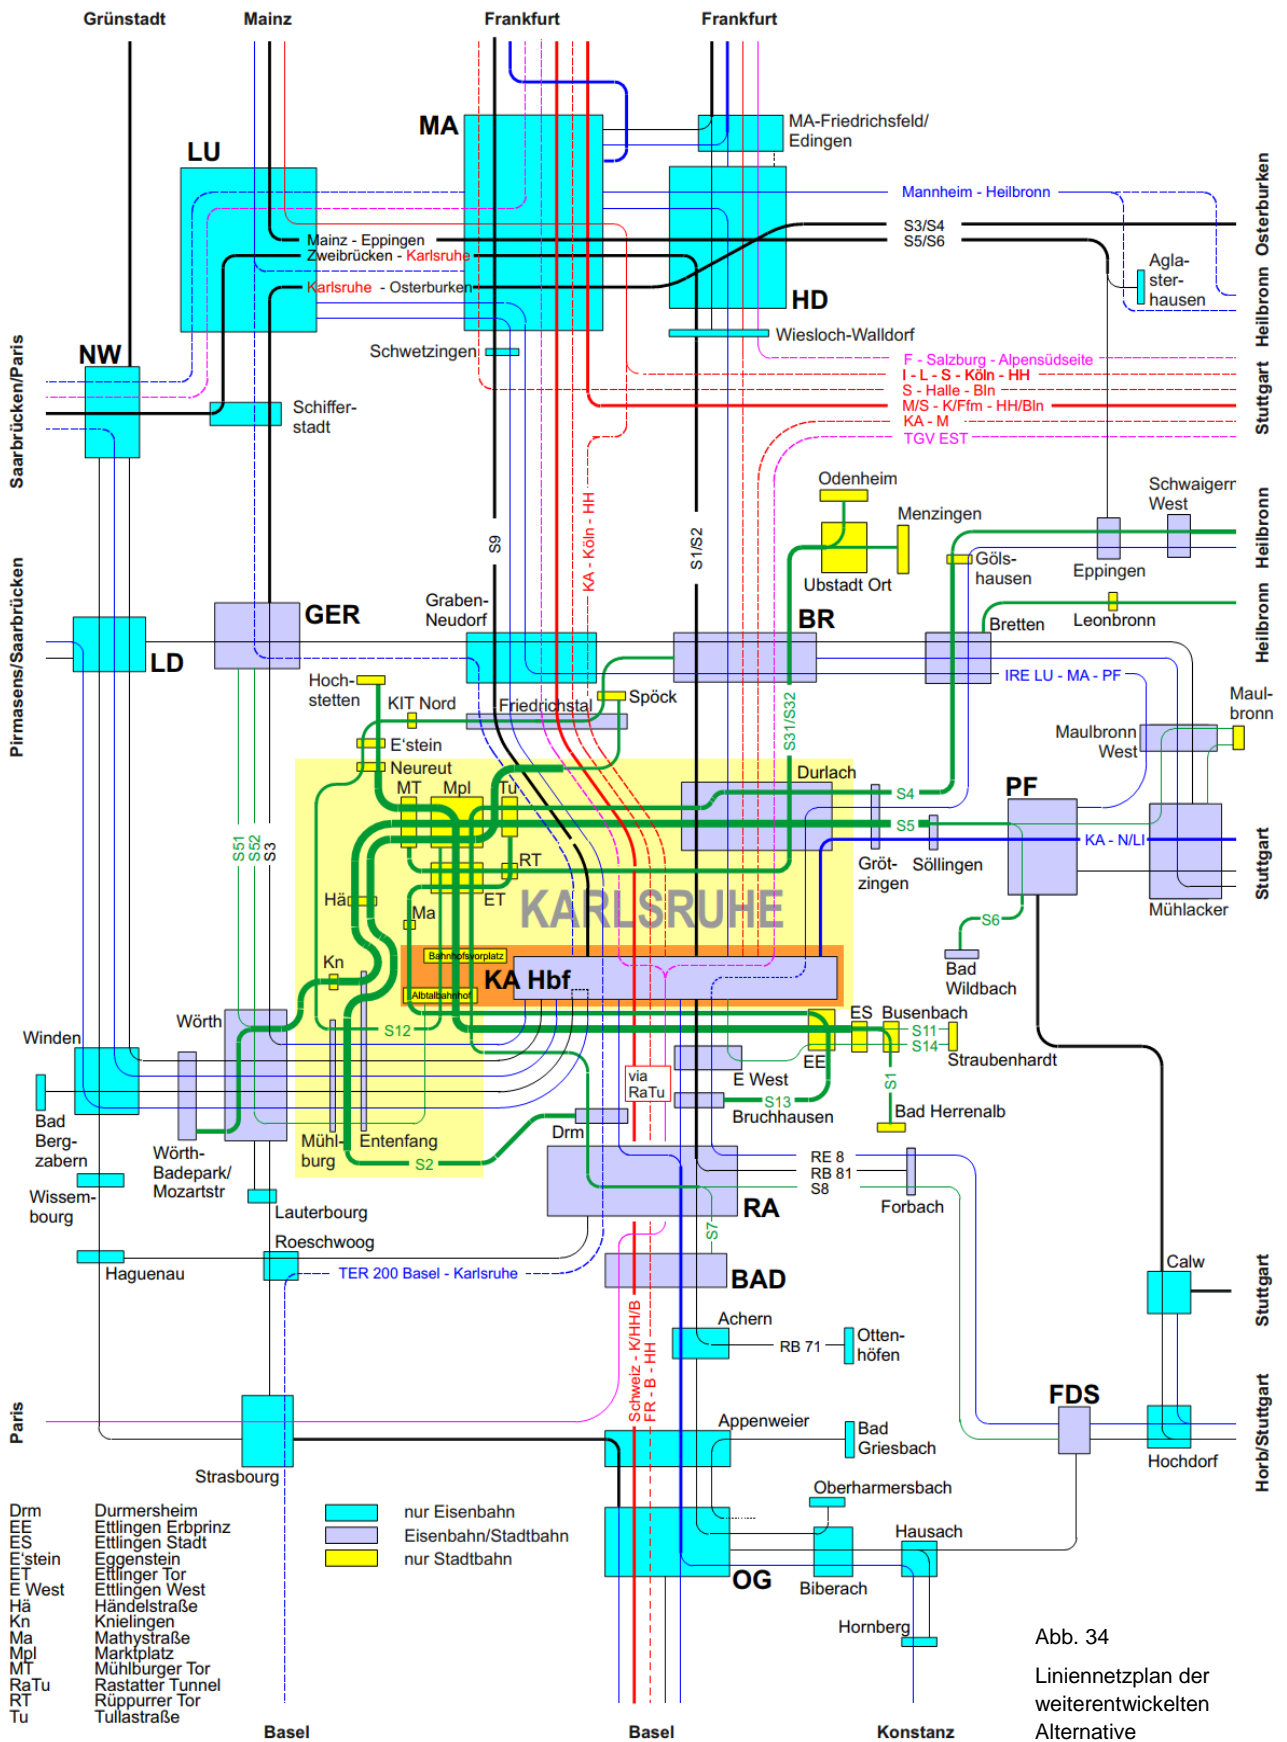 Grünstadt
Mainz
Frankfurt
Frankfurt
MA
MA-Friedrichsfeld/
Edingen
LU
Mannheim - Heilbronn
S3/S4
S5/S6
Mainz - Eppingen
Zweibrücken - Karlsruhe
Karlsruhe - Osterburken
HD
Agla-
ster-
hausen
Osterburken
Heilbronn
Wiesloch-Walldorf
Schwetzingen
NW
Saarbrücken/Paris
F - Salzburg - Alpensüdseite
I - L - S - Köln - HH
S - Halle - Bln
M/S - K/Ffm - HH/Bln
KA - M
TGV EST
Stuttgart
Schiffer-
stadt
KA - Köln - HH
S9
S1/S2
Odenheim
Menzingen
Ubstadt Ort
Schwaigern
West
Eppingen
Göls-
hausen
Heilbronn
Bretten
Leonbronn
Heilbronn
Pirmasens/Saarbrücken
GER
LD
Graben-
Neudorf
BR
IRE LU - MA - PF
Hoch-
stetten
KIT Nord
Friedrichstal
Spöck
E'stein
Neureut
S31/S32
Maul-
bronn
Maulbronn
West
MT
Mpl
Tu
Durlach
S4
S5
PF
KA - N/LI
Stuttgart
S51
S52
S3
RT
ET
Gröt-
zingen
Söllingen
Mühlacker
Hä
Ma
KARLSRUHE
S6
Bad
Wildbach
Kn
Bahnhofsvorplatz
KA Hbf
Albtalbahnhof
Wörth
Winden
S12
ES
Busenbach
S11
S14
Straubenhardt
EE
E West
S1
via
RaTu
S13
Bruchhausen
Bad Herrenalb
Bad
Berg-
zabern
Wörth-
Badepark/
Mozartstr
Mühl-
burg
Entenfang
Drm
S2
RE 8
RB 81
S8
Forbach
Wissem-
bourg
Lauterbourg
RA
S7
Roeschwoog
Haguenau
TER 200 Basel - Karlsruhe
BAD
Calw
Stuttgart
Achern
RB 71
Otten-
höfen
Schweiz - K/HH/B
FR - B - HH
Paris
FDS
Appenweier
Bad
Griesbach
Hochdorf
Horb/Stuttgart
Strasbourg
Oberharmersbach
Hausach
OG
Biberach
Hornberg
Drm Durmersheim
EE Ettlingen Erbprinz
ES Ettlingen Stadt
E'stein Eggenstein
ET Ettlinger Tor
E West Ettlingen West
Hä Händelstraße
Kn Knielingen
Ma Mathystraße
Mpl Marktplatz
MT Mühlburger Tor
RaTu Rastatter Tunnel
RT Rüppurrer Tor
Tu Tullastraße
nur Eisenbahn
Eisenbahn/Stadtbahn
nur Stadtbahn
Abb. 34
Liniennetzplan der
weiterentwickelten
Alternative
Basel
Basel
Konstanz